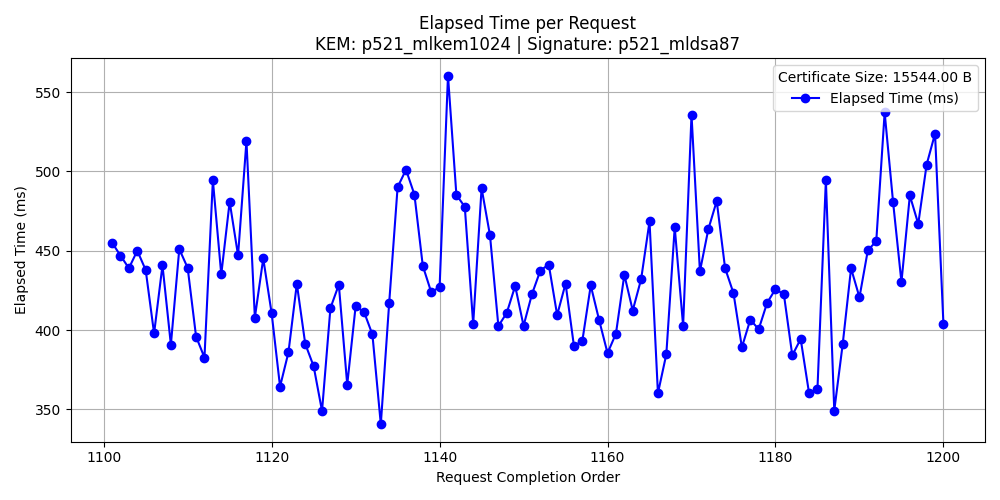 Elapsed Time per Request
KEM: p521_mlkem1024 | Signature: p521_mldsa87
Certificate Size: 15544.00 B
Elapsed Time (ms)
Elapsed Time (ms)
550
500
450
400
350
1100 1120 1140 1160 1180 1200
Request Completion Order